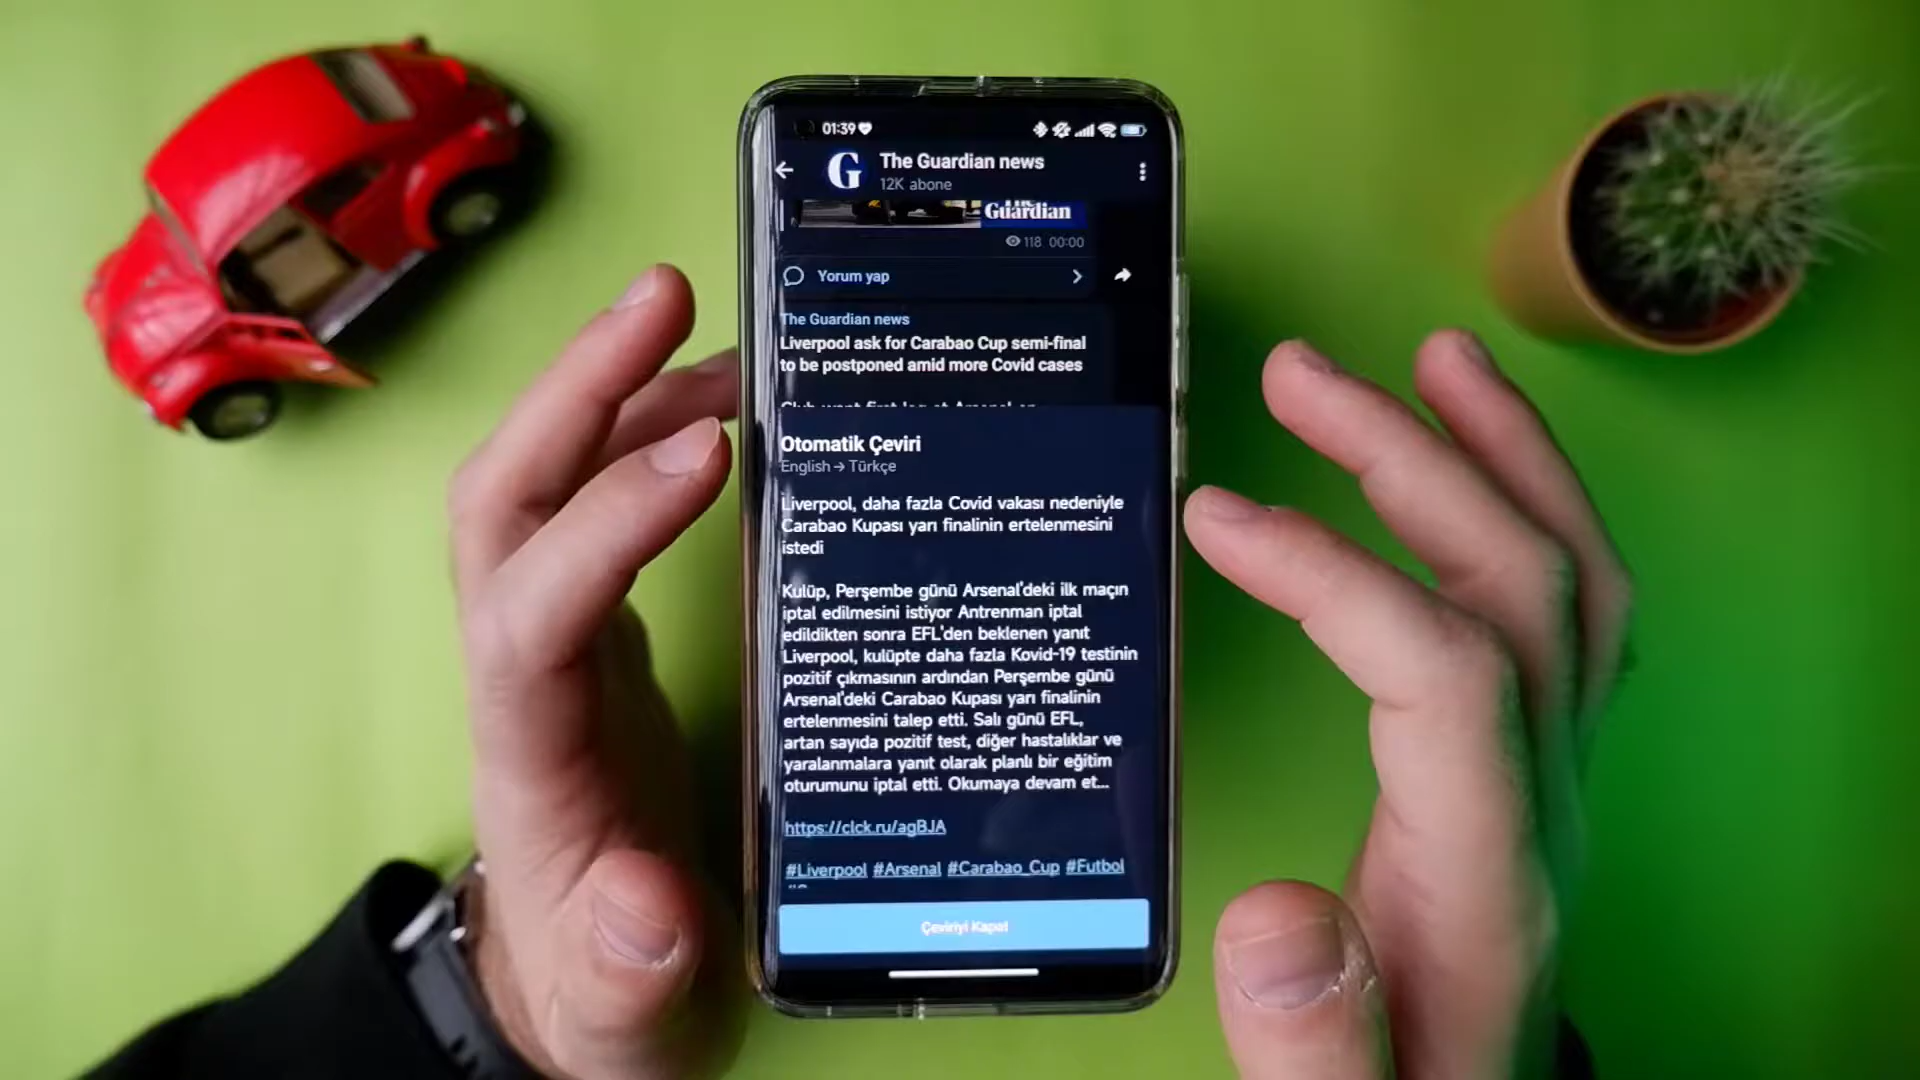 01:39
The Guardian news
12K abone
Guardian
118 00:00
Yorum yap
The Guardian news
Liverpool ask for Carabao Cup semi-final
to be postponed amid more Covid cases
Otomatik Çeviri
English → Türkçe
Liverpool, daha fazla Covid vakası nedeniyle
Carabao Kupası yarı finalinin ertelenmesini
istedi
Kulüp, Perşembe günü Arsenal'deki ilk maçın
iptal edilmesini istiyor Antrenman iptal
edildikten sonra EFL'den beklenen yanıt
Liverpool, kulüpte daha fazla Kovid-19 testinin
pozitif çıkmasının ardından Perşembe günü
Arsenal'deki Carabao Kupası yarı finalinin
ertelenmesini talep etti. Salı günü EFL,
artan sayıda pozitif test, diğer hastalıklar ve
yaralanmalara yanıt olarak planlı bir eğitim
oturumunu iptal etti. Okumaya devam et...
https://clck.ru/agBJA
#Liverpool #Arsenal #Carabao_Cup #Futbol
Çeviriyi Kapat